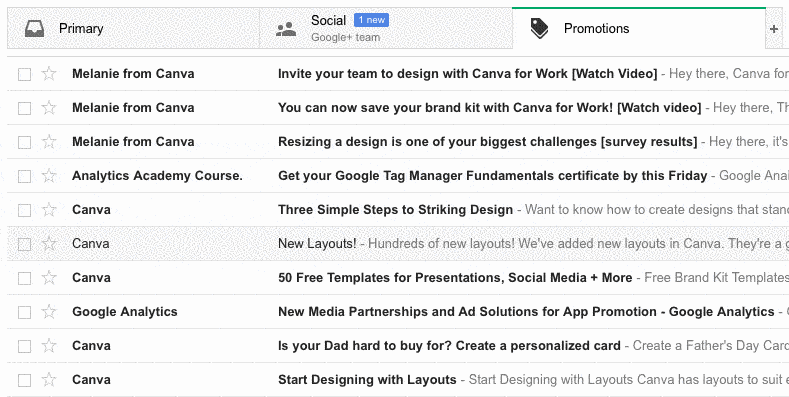 Primary
Social 1 new
Google+ team
Promotions
+
Melanie from Canva Invite your team to design with Canva for Work [Watch Video] - Hey there, Canva for
Melanie from Canva You can now save your brand kit with Canva for Work! [Watch video] - Hey there,
Melanie from Canva Resizing a design is one of your biggest challenges [survey results] - Hey there, it's
Analytics Academy Course. Get your Google Tag Manager Fundamentals certificate by this Friday - Google
Canva Three Simple Steps to Striking Design - Want to know how to create designs that
Canva New Layouts! - Hundreds of new layouts! We've added new layouts in Canva. They're a
Canva 50 Free Templates for Presentations, Social Media + More - Free Brand Kit Templates
Google Analytics New Media Partnerships and Ad Solutions for App Promotion - Google Analytics -
Canva Is your Dad hard to buy for? Create a personalized card - Create a Father's Day Card
Canva Start Designing with Layouts - Start Designing with Layouts Canva has layouts to suit